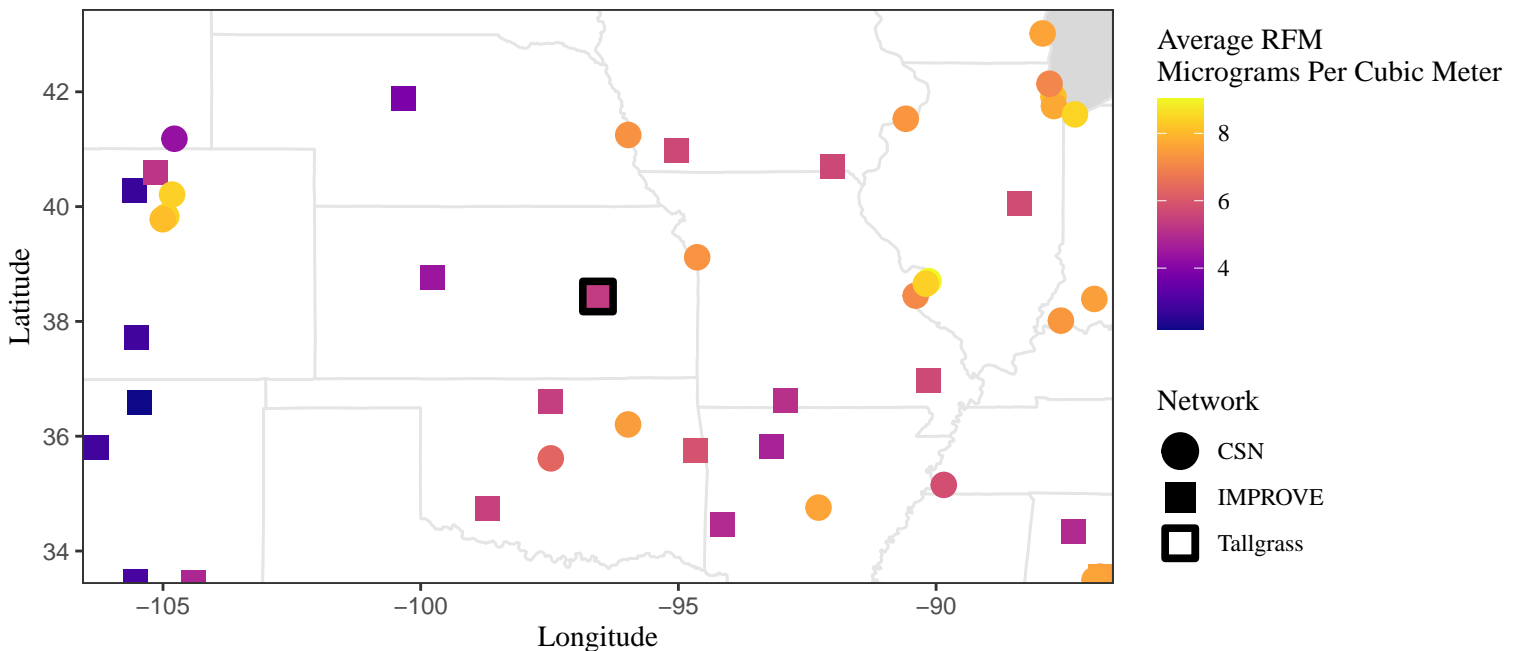 Average RFM
Micrograms Per Cubic Meter
8
6
4
Network
CSN
IMPROVE
Tallgrass
Latitude
42
40
38
36
34
−105
−100
−95
−90
Longitude